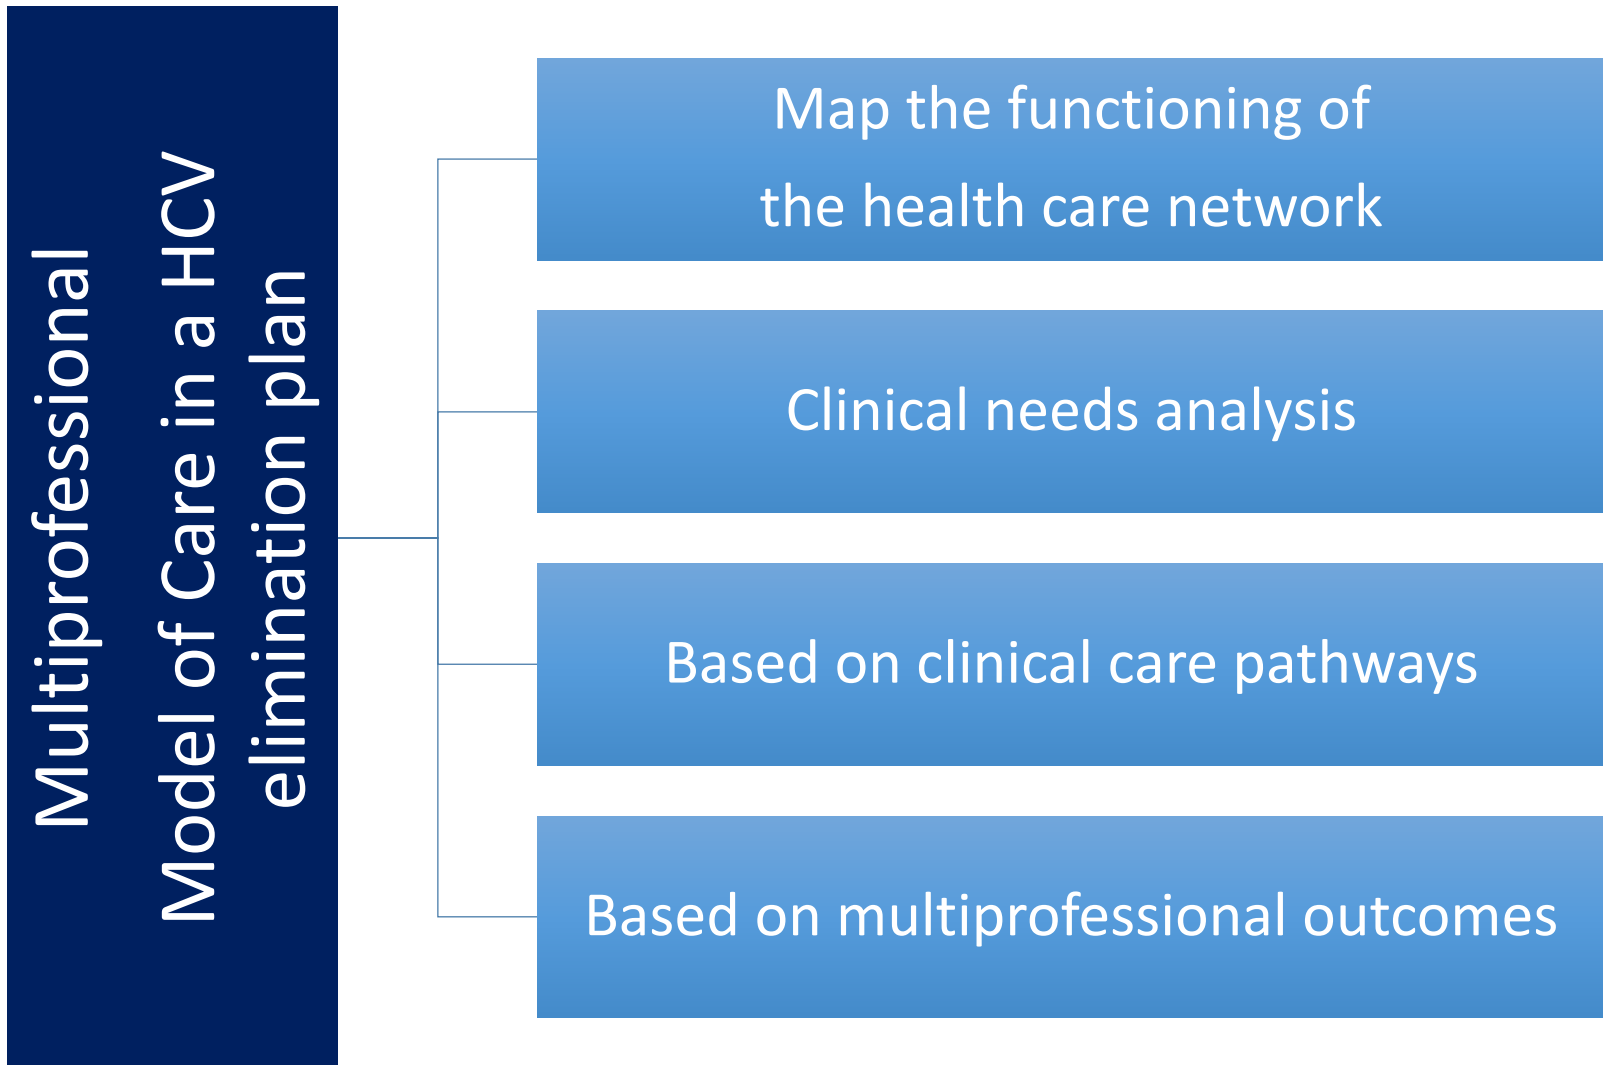 Multiprofessional
Model of Care in a HCV
elimination plan
Map the functioning of
the health care network
Clinical needs analysis
Based on clinical care pathways
Based on multiprofessional outcomes